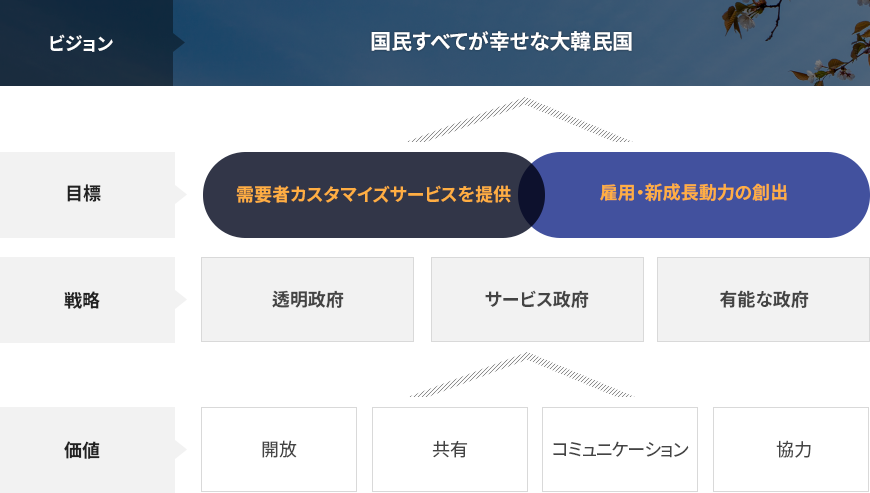 ビジョン
国民すべてが幸せな大韓民国
目標
需要者カスタマイズサービスを提供
雇用・新成長動力の創出
戦略
透明政府
サービス政府
有能な政府
価値
開放
共有
コミュニケーション
協力